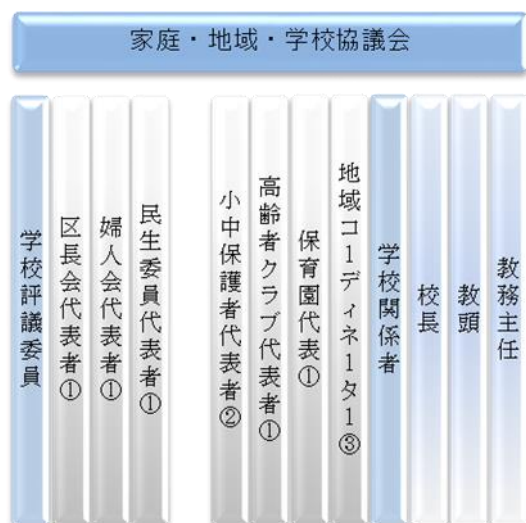 家庭・地域・学校協議会
学校評議委員
区長会代表者①
婦人会代表者①
民生委員代表者①
小中保護者代表者②
高齢者クラブ代表者①
保育園代表①
地域コーディネーター③
学校関係者
校長
教頭
教務主任